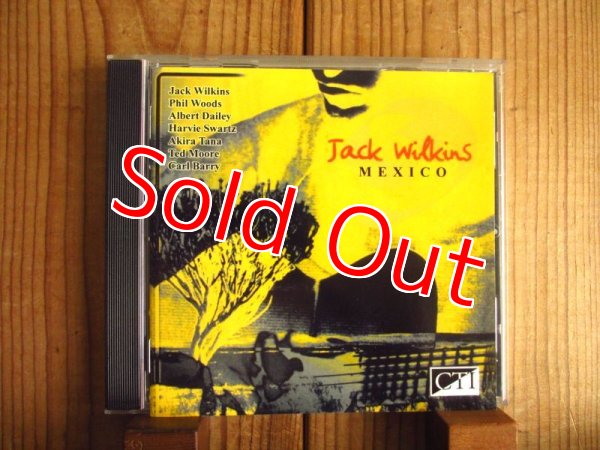 Jack Wilkins
Phil Woods
Albert Dailey
Harvie Swartz
Akira Tana
Ted Moore
Carl Barry
Jack Wilkins
MEXICO
Sold Out
CTI